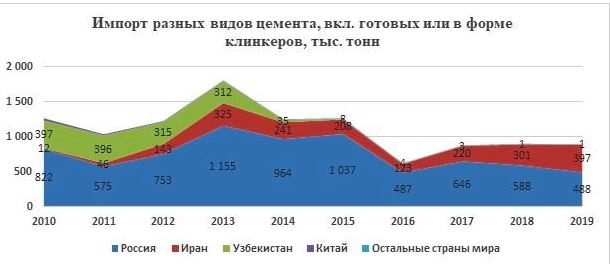 Импорт разных видов цемента, вкл. готовых или в форме
клинкеров, тыс. тонн
2 000
1 500
1 000
500
0
397 396 315 312 35 8 4 3 1 1
12 46 143 325 241 208 123 220 301 397
822 575 753 1 155 964 1 037 487 646 588 488
2010 2011 2012 2013 2014 2015 2016 2017 2018 2019
Россия Иран Узбекистан Китай Остальные страны мира